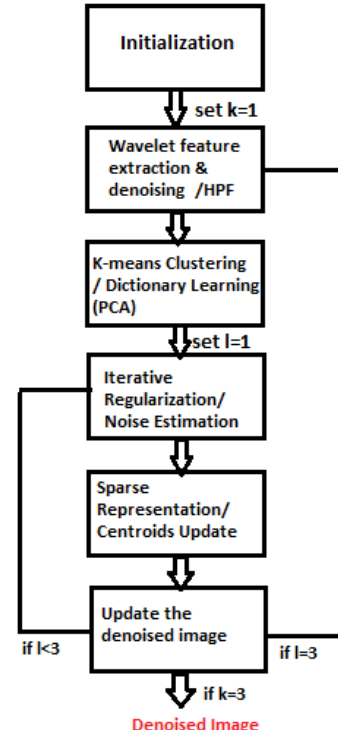 Initialization
set k=1
Wavelet feature
extraction &
denoising /HPF
K-means Clustering
/ Dictionary Learning
(PCA)
set l=1
Iterative
Regularization/
Noise Estimation
Sparse
Representation/
Centroids Update
Update the
denoised image
if l<3
if l=3
if k=3
Denoised Image